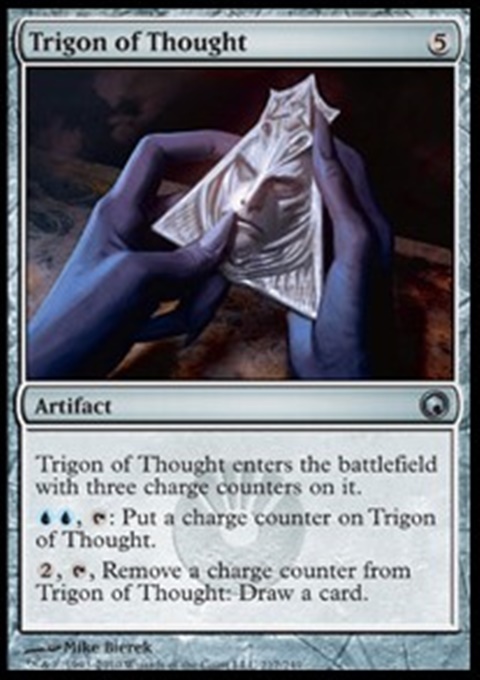 Trigon of Thought 5
Artifact
Trigon of Thought enters the battlefield
with three charge counters on it.
, : Put a charge counter on Trigon
of Thought.
2, , Remove a charge counter from
Trigon of Thought: Draw a card.
Mike Bierek